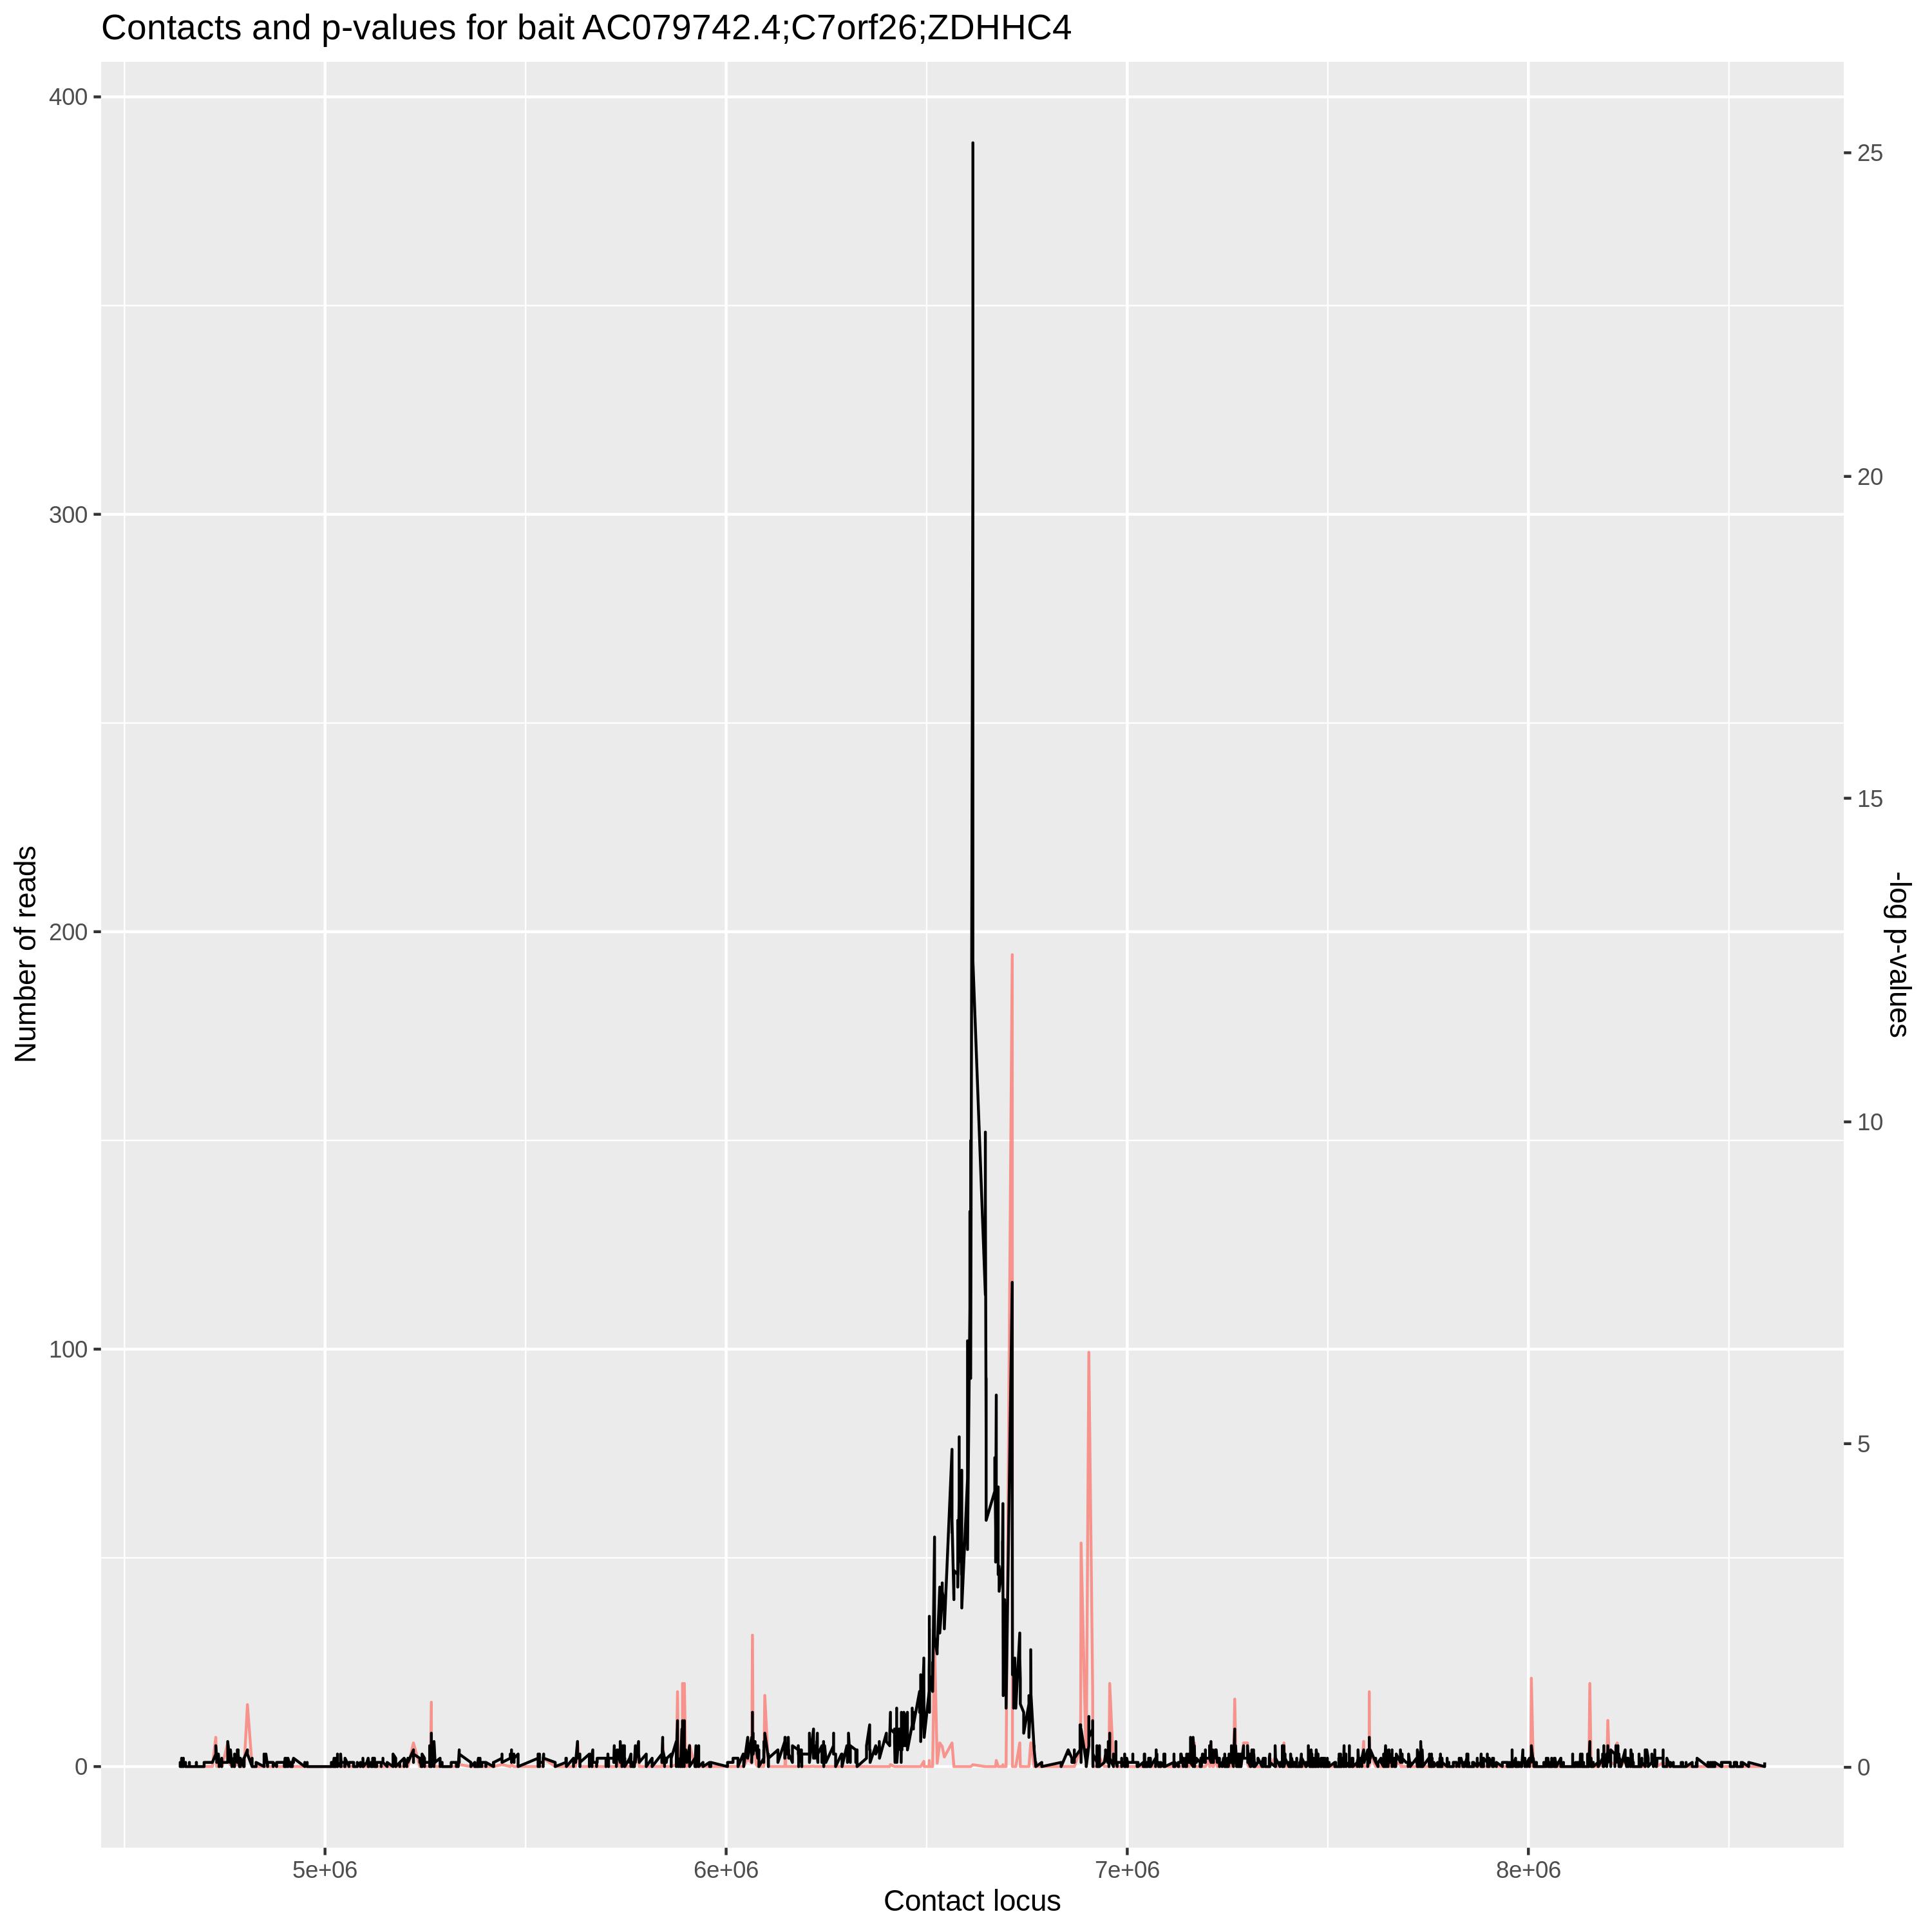 Contacts and p-values for bait AC079742.4;C7orf26;ZDHHC4
400
300
200
100
0
Number of reads
25
20
15
10
5
0
-log p-values
5e+06
6e+06
7e+06
8e+06
Contact locus